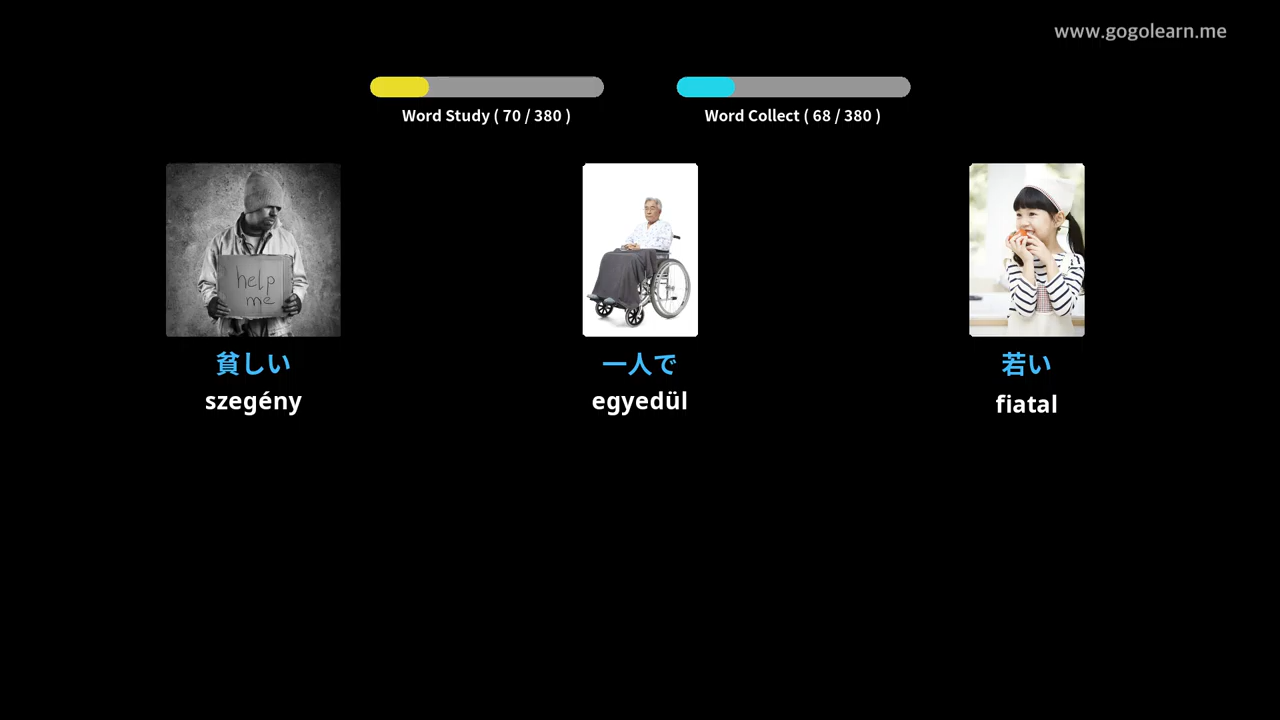 www.gogolearn.me
Word Study ( 70 / 380 )
Word Collect ( 68 / 380 )
help
me
貧しい
一人で
若い
szegény
egyedül
fiatal